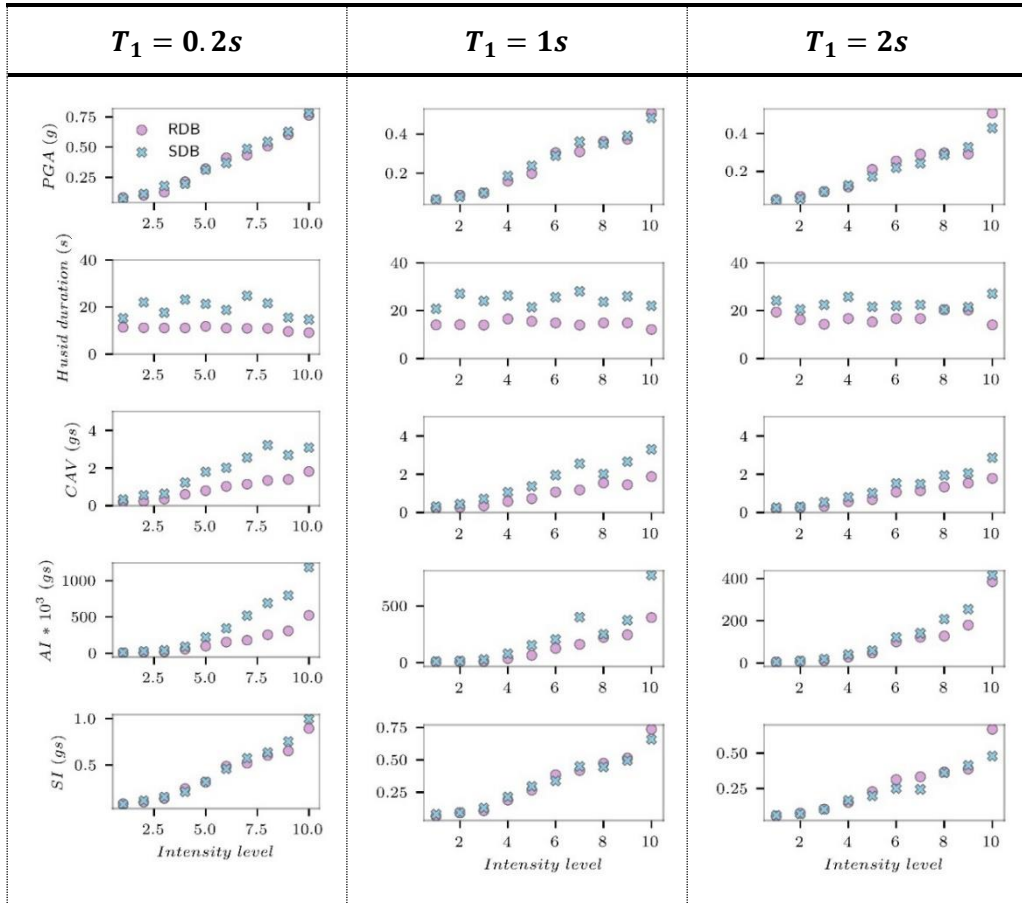 T₁ = 0.2s
T₁ = 1s
T₁ = 2s
PGA (g)
0.75
0.25
RDB
SDB
2.5 5.0 7.5 10.0
0.4
0.2
2 4 6 8 10
0.4
0.2
2 4 6 8 10
Husid duration (s)
40
20
0
2.5 5.0 7.5 10.0
40
20
0
2 4 6 8 10
40
20
0
2 4 6 8 10
CAV (gs)
4
2
0
2.5 5.0 7.5 10.0
4
2
0
2 4 6 8 10
4
2
0
2 4 6 8 10
AI * 10³ (gs)
1000
500
0
2.5 5.0 7.5 10.0
500
0
2 4 6 8 10
400
200
0
2 4 6 8 10
SI (gs)
1.0
0.5
2.5 5.0 7.5 10.0
Intensity level
0.75
0.50
0.25
2 4 6 8 10
Intensity level
0.50
0.25
2 4 6 8 10
Intensity level